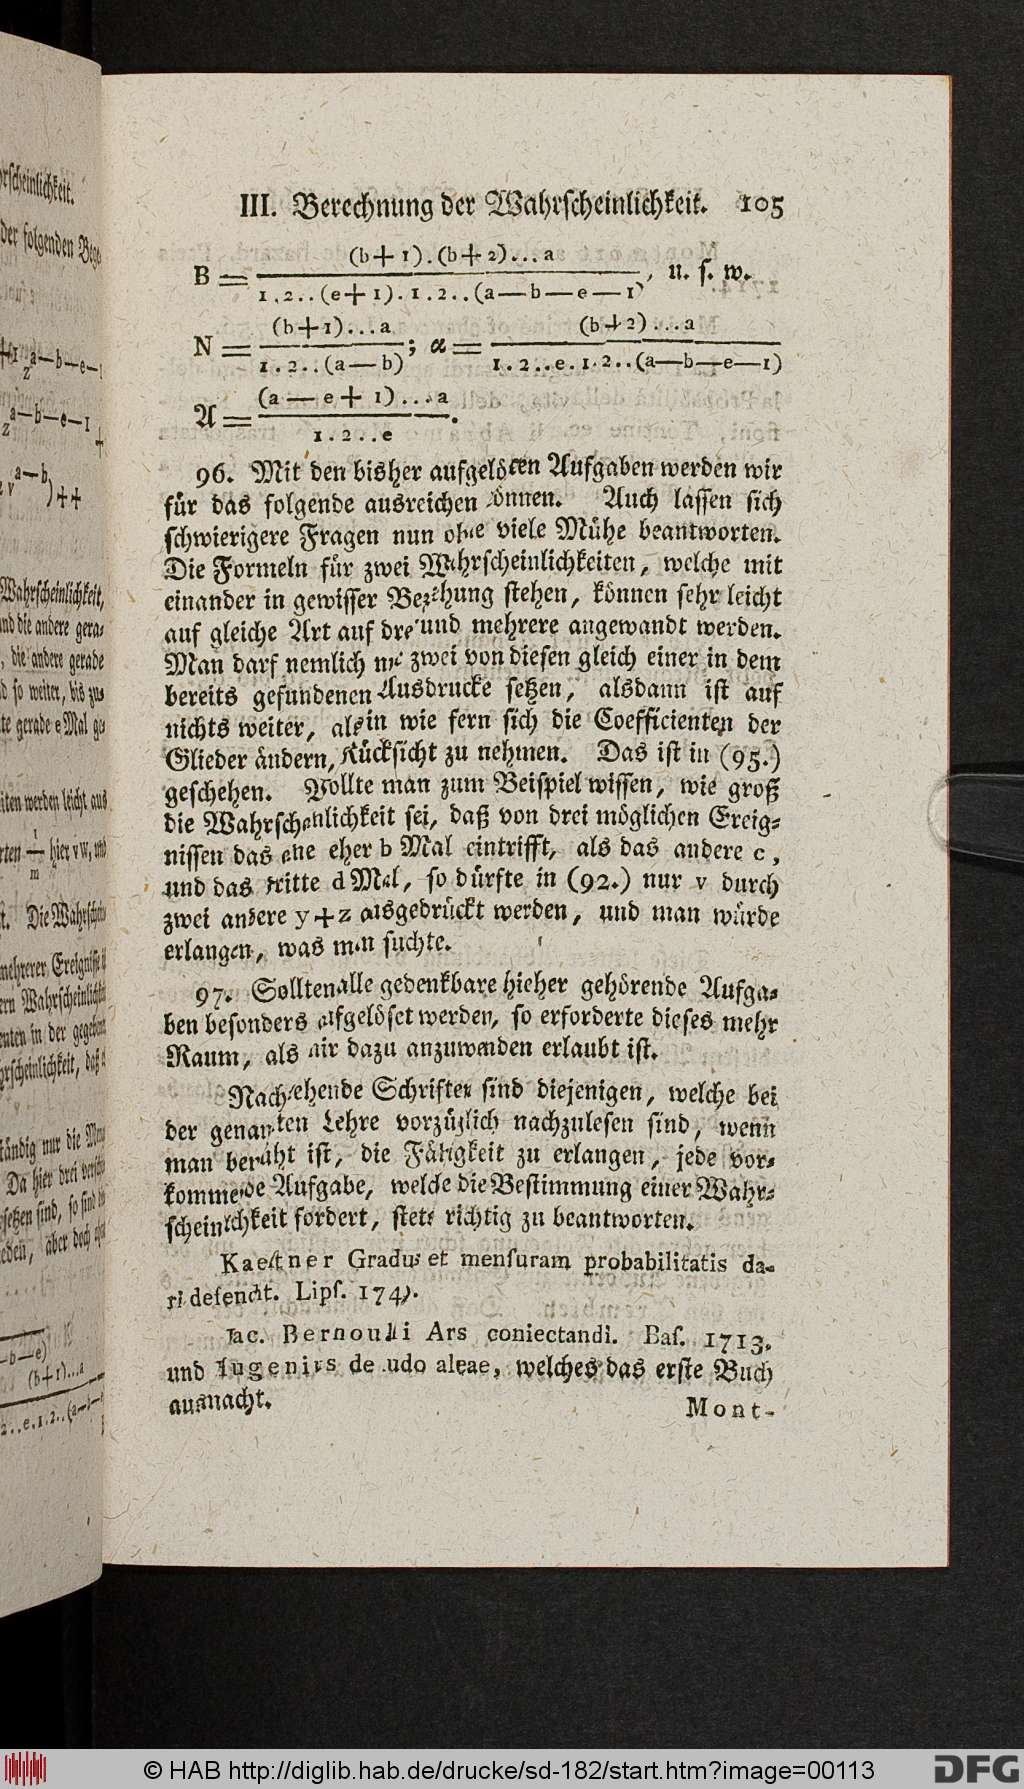 III. Berechnung der Wahrscheinlichkeit. 105
B = (b+1).(b+2)...a / 1.2..(e+1).1.2..(a—b—e—1), u. ſ. w.
N = (b+1)...a / 1.2..(a—b); α = (b+2)...a / 1.2..e.1.2..(a—b—e—1)
A = (a—e+1)...a / 1.2..e.
96. Mit den bisher aufgelöſten Aufgaben werden wir
für das folgende ausreichen können. Auch laſſen ſich
ſchwierigere Fragen nun ohne viele Mühe beantworten.
Die Formeln für zwei Wahrſcheinlichkeiten, welche mit
einander in gewiſſer Beziehung ſtehen, können ſehr leicht
auf gleiche Art auf drei und mehrere angewandt werden.
Man darf nemlich nur zwei von dieſen gleich einer in dem
bereits gefundenen Ausdrucke ſetzen, alsdann iſt auf
nichts weiter, als in wie fern ſich die Coefficienten der
Glieder ändern, Rückſicht zu nehmen. Das iſt in (95.)
geſchehen. Wollte man zum Beiſpiel wiſſen, wie groß
die Wahrſcheinlichkeit ſei, daß von drei möglichen Ereig-
niſſen das eine eher b Mal eintrifft, als das andere c,
und das dritte d Mal, ſo dürfte in (92.) nur v durch
zwei andere y+z ausgedrückt werden, und man würde
erlangen, was man ſuchte.
97. Sollten alle gedenkbare hieher gehörende Aufga-
ben beſonders aufgelöſet werden, ſo erforderte dieſes mehr
Raum, als mir dazu anzuwenden erlaubt iſt.
Nachſtehende Schriften ſind diejenigen, welche bei
der genannten Lehre vorzüglich nachzuleſen ſind, wenn
man bemüht iſt, die Fähigkeit zu erlangen, jede vor-
kommende Aufgabe, welche die Beſtimmung einer Wahr-
ſcheinlichkeit fordert, ſtets richtig zu beantworten.
Kaeſtner Gradus et menſuram probabilitatis da-
ri defendit. Lipſ.
Iac. Bernoulli Ars coniectandi. Baſ. 1713.
und Hugenius de ludo aleae, welches das erſte Buch
ausmacht.
Mont-
© HAB http://diglib.hab.de/drucke/sd-182/start.htm?image=00113
DFG